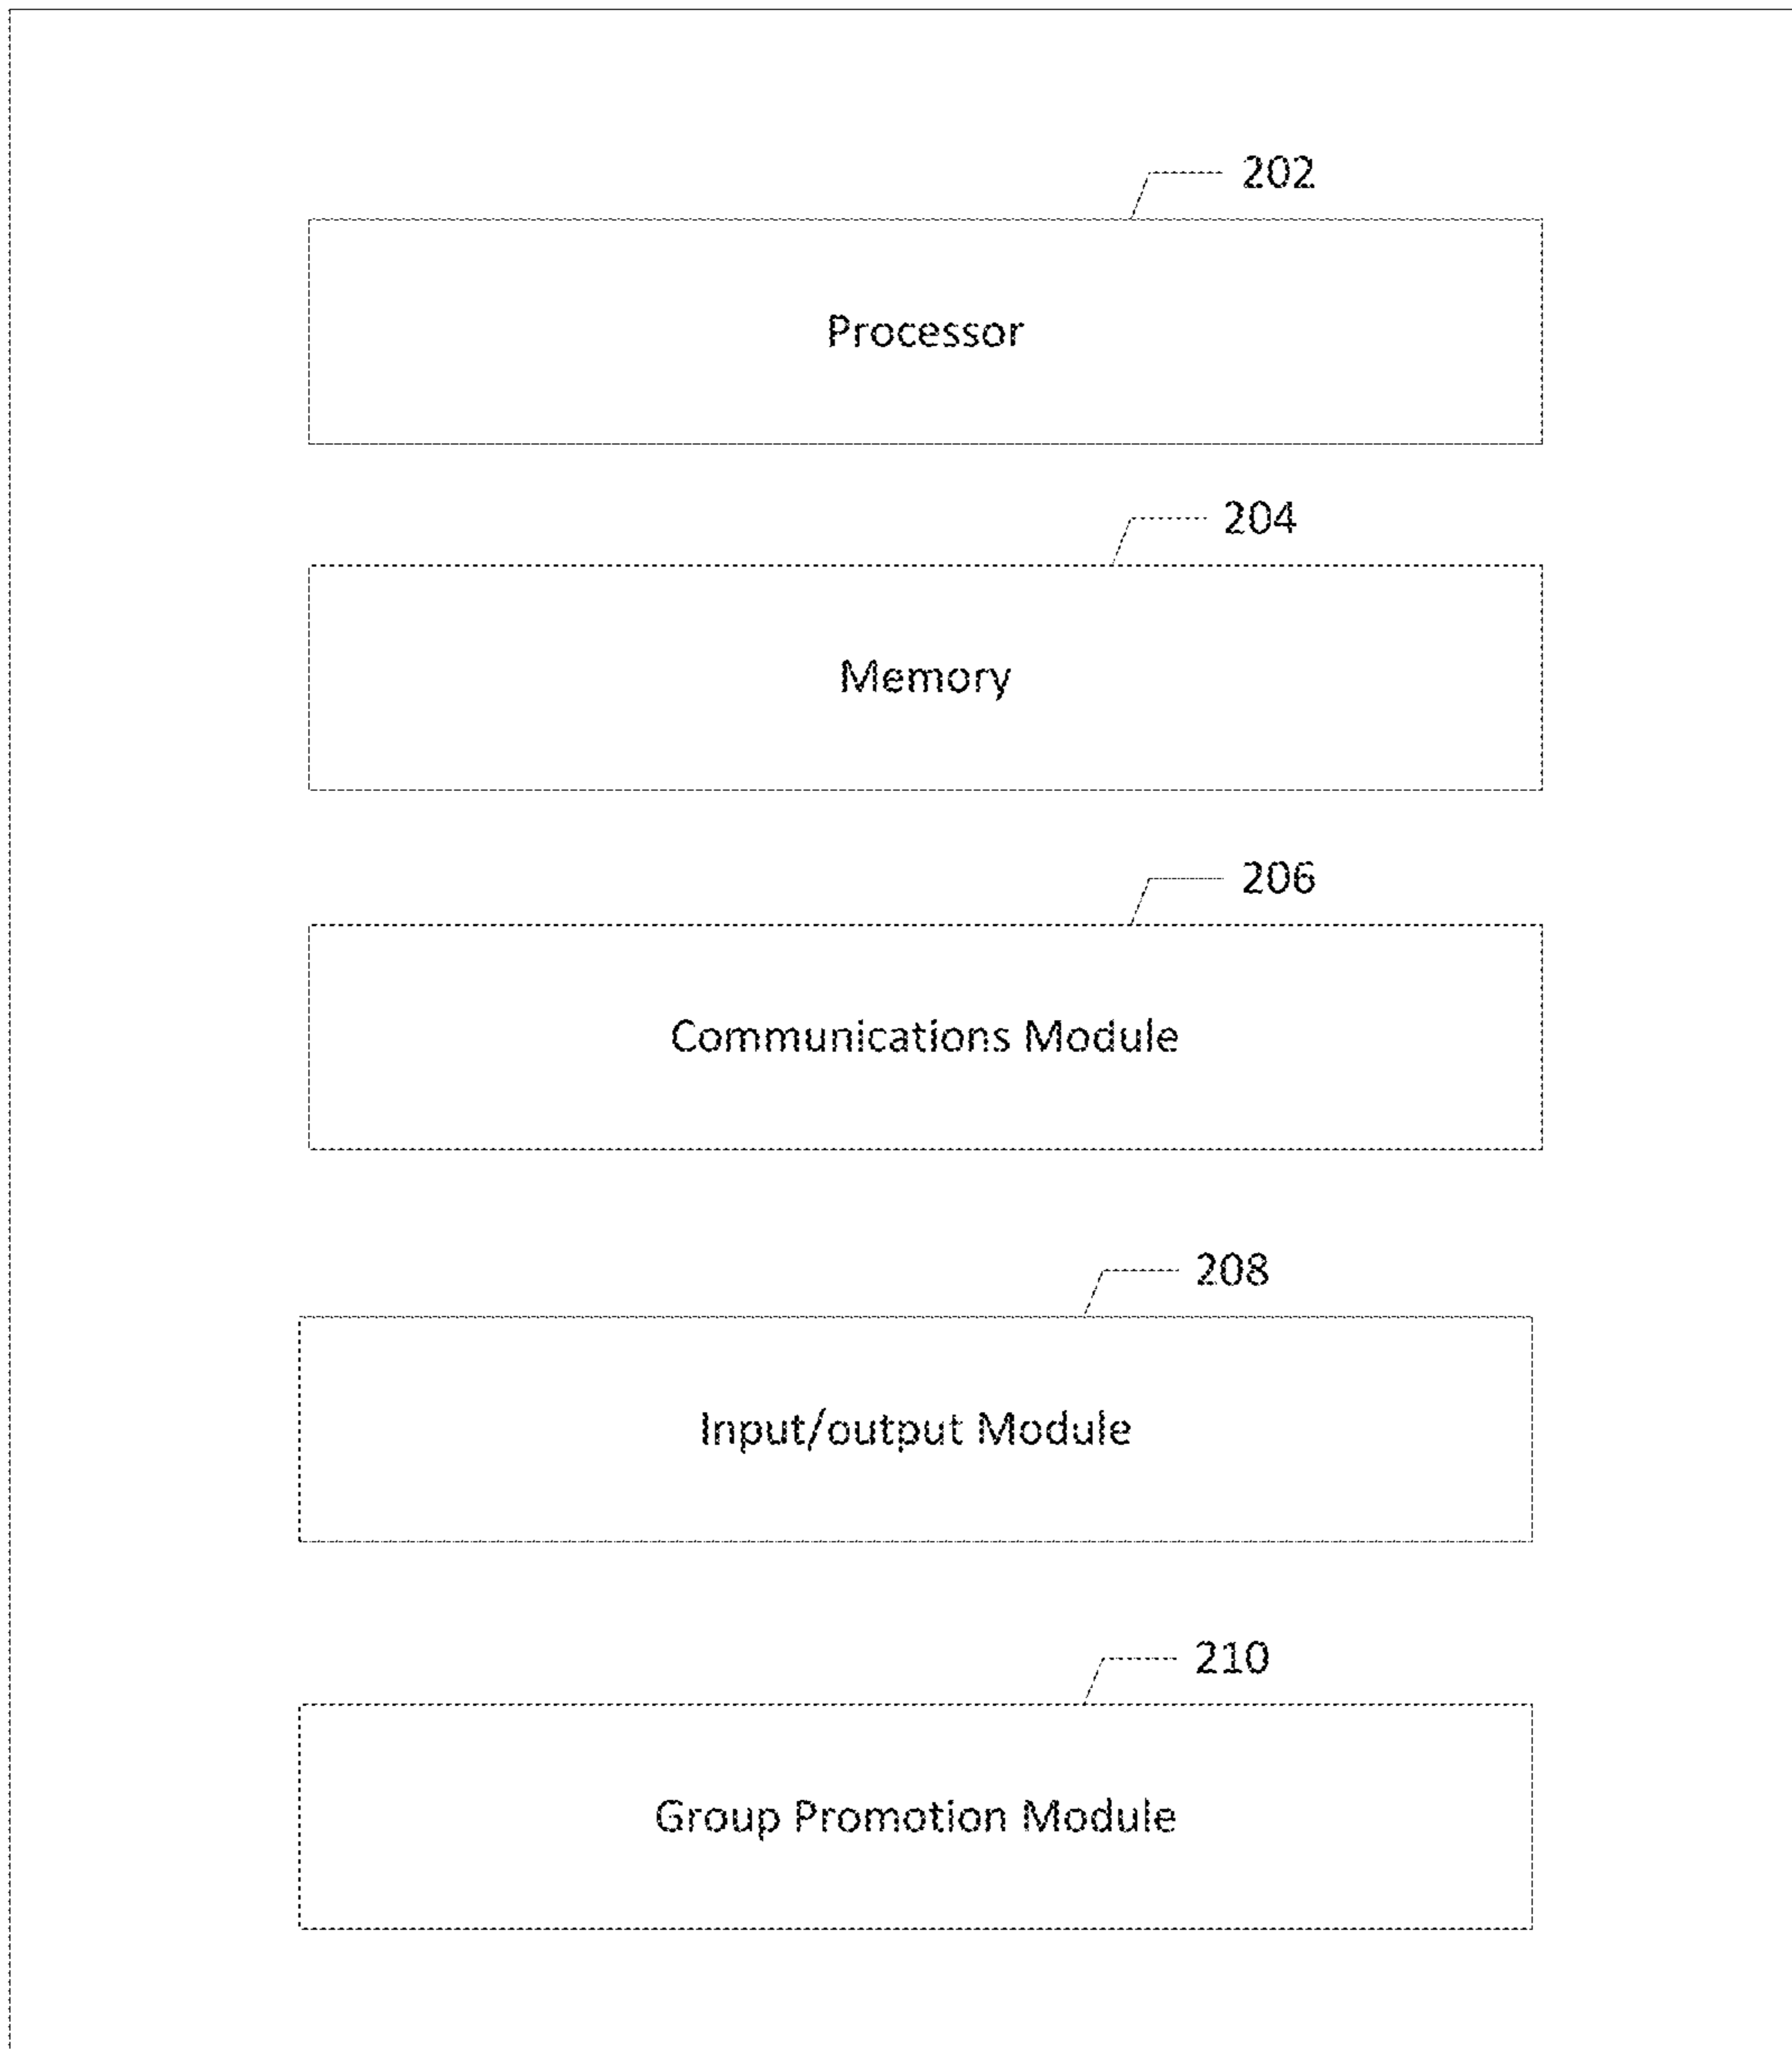 202
Processor
204
Memory
206
Communications Module
208
Input/output Module
210
Group Promotion Module